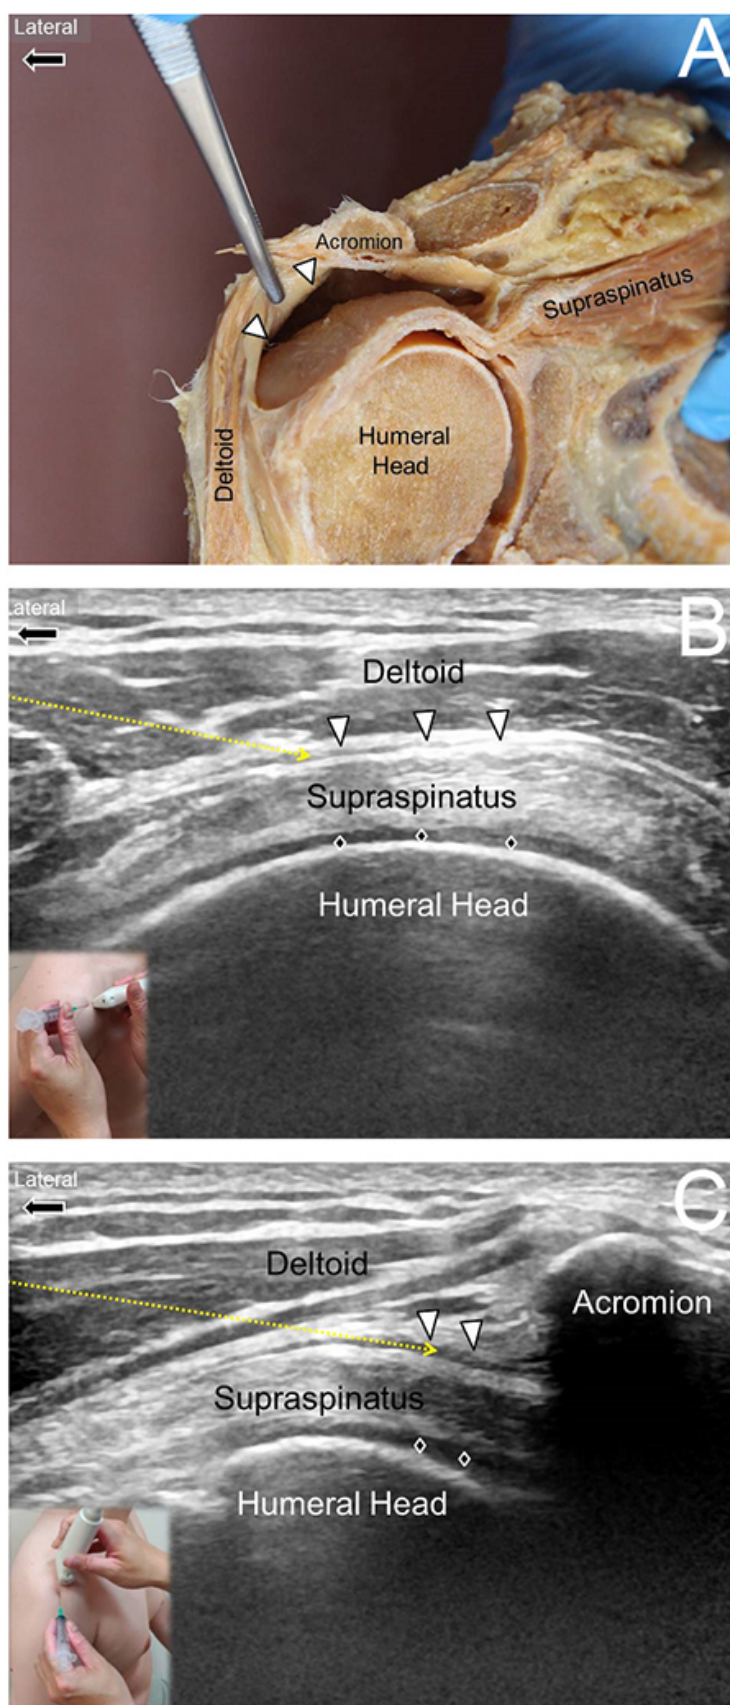 Lateral
A
Acromion
Supraspinatus
Humeral
Head
Deltoid
Lateral
B
Deltoid
Supraspinatus
Humeral Head
Lateral
C
Deltoid
Acromion
Supraspinatus
Humeral Head